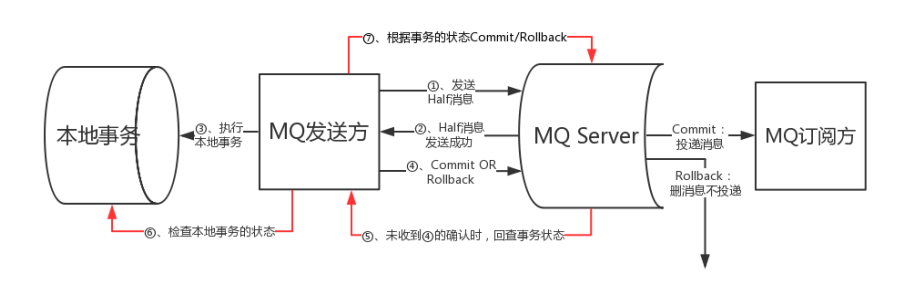 ⑦、根据事务的状态Commit/Rollback
本地事务
③、执行
本地事务
MQ发送方
①、发送
Half消息
②、Half消息
发送成功
④、Commit OR
Rollback
MQ Server
Commit：
投递消息
MQ订阅方
Rollback：
删消息不投递
⑥、检查本地事务的状态
⑤、未收到④的确认时，回查事务状态